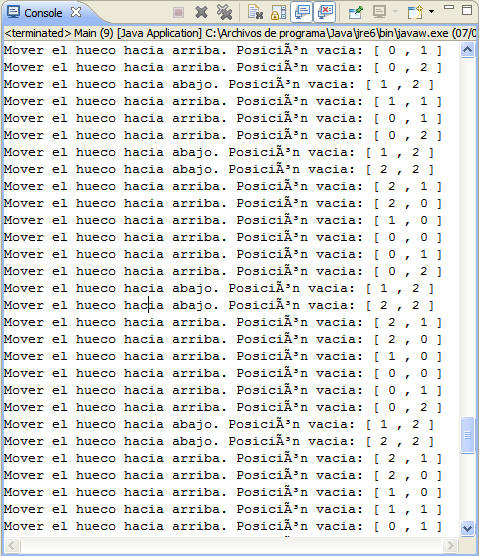 Console
<terminated> Main (9) [Java Application] C:\Archivos de programa\Java\jre6\bin\javaw.exe (07/0
Mover el hueco hacia arriba. PosiciÃ³n vacia: [ 0 , 1 ]
Mover el hueco hacia arriba. PosiciÃ³n vacia: [ 0 , 2 ]
Mover el hueco hacia abajo. PosiciÃ³n vacia: [ 1 , 2 ]
Mover el hueco hacia arriba. PosiciÃ³n vacia: [ 1 , 1 ]
Mover el hueco hacia arriba. PosiciÃ³n vacia: [ 0 , 1 ]
Mover el hueco hacia arriba. PosiciÃ³n vacia: [ 0 , 2 ]
Mover el hueco hacia abajo. PosiciÃ³n vacia: [ 1 , 2 ]
Mover el hueco hacia abajo. PosiciÃ³n vacia: [ 2 , 2 ]
Mover el hueco hacia arriba. PosiciÃ³n vacia: [ 2 , 1 ]
Mover el hueco hacia arriba. PosiciÃ³n vacia: [ 2 , 0 ]
Mover el hueco hacia arriba. PosiciÃ³n vacia: [ 1 , 0 ]
Mover el hueco hacia arriba. PosiciÃ³n vacia: [ 0 , 0 ]
Mover el hueco hacia arriba. PosiciÃ³n vacia: [ 0 , 1 ]
Mover el hueco hacia arriba. PosiciÃ³n vacia: [ 0 , 2 ]
Mover el hueco hacia abajo. PosiciÃ³n vacia: [ 1 , 2 ]
Mover el hueco hacia abajo. PosiciÃ³n vacia: [ 2 , 2 ]
Mover el hueco hacia arriba. PosiciÃ³n vacia: [ 2 , 1 ]
Mover el hueco hacia arriba. PosiciÃ³n vacia: [ 2 , 0 ]
Mover el hueco hacia arriba. PosiciÃ³n vacia: [ 1 , 0 ]
Mover el hueco hacia arriba. PosiciÃ³n vacia: [ 0 , 0 ]
Mover el hueco hacia arriba. PosiciÃ³n vacia: [ 0 , 1 ]
Mover el hueco hacia arriba. PosiciÃ³n vacia: [ 0 , 2 ]
Mover el hueco hacia abajo. PosiciÃ³n vacia: [ 1 , 2 ]
Mover el hueco hacia abajo. PosiciÃ³n vacia: [ 2 , 2 ]
Mover el hueco hacia arriba. PosiciÃ³n vacia: [ 2 , 1 ]
Mover el hueco hacia arriba. PosiciÃ³n vacia: [ 2 , 0 ]
Mover el hueco hacia arriba. PosiciÃ³n vacia: [ 1 , 0 ]
Mover el hueco hacia arriba. PosiciÃ³n vacia: [ 1 , 1 ]
Mover el hueco hacia arriba. PosiciÃ³n vacia: [ 0 , 1 ]